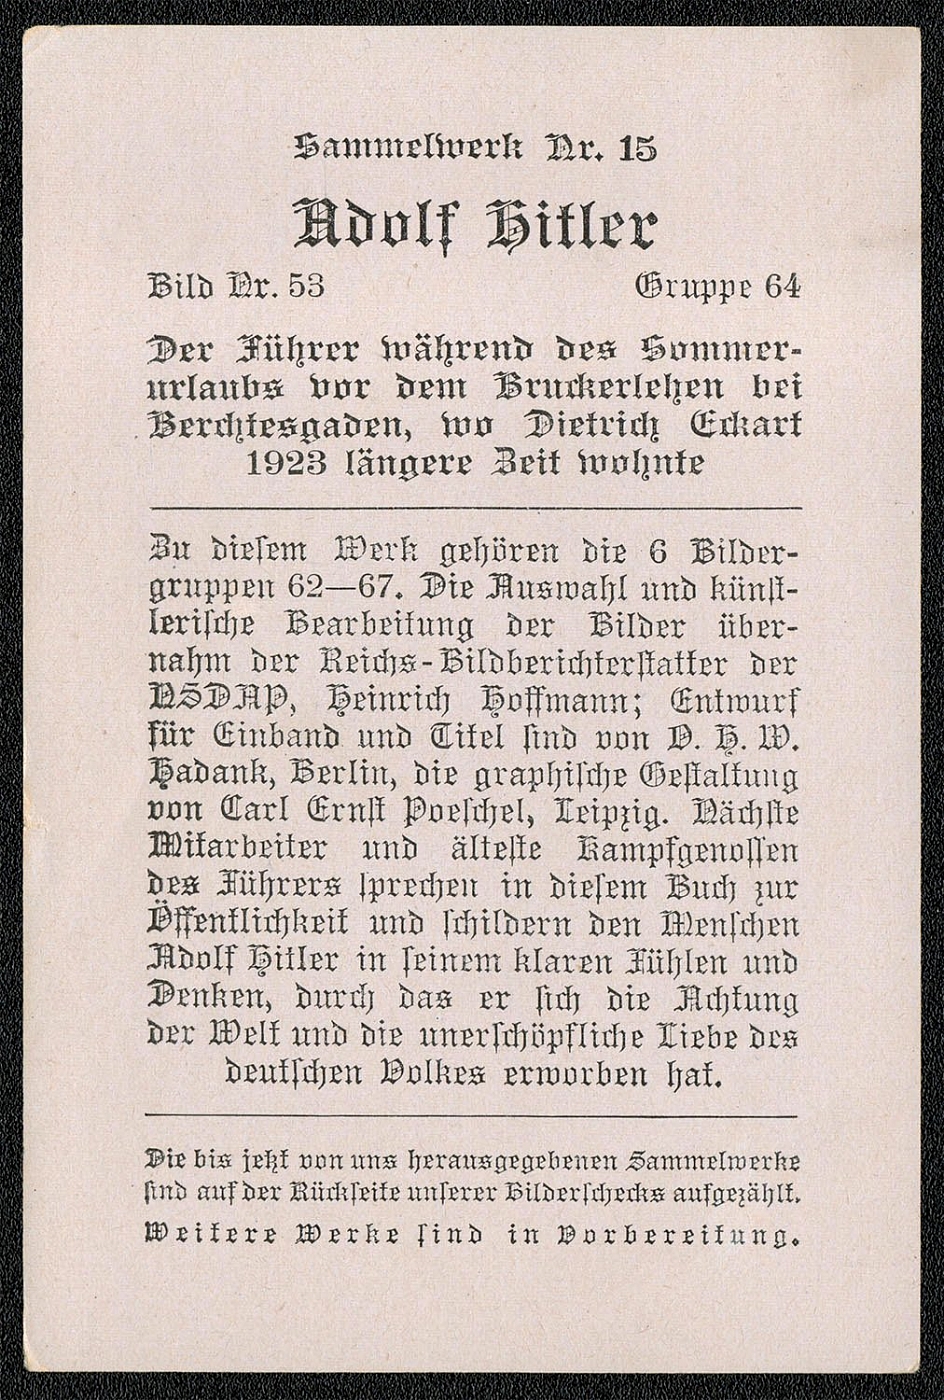 Sammelwerk Nr. 15
Adolf Hitler
Bild Nr. 53 Gruppe 64
Der Führer während des Sommer-
urlaubs vor dem Bruckerlehen bei
Berchtesgaden, wo Dietrich Eckart
1923 längere Zeit wohnte
Zu diesem Werk gehören die 6 Bilder-
gruppen 62—67. Die Auswahl und künst-
lerische Bearbeitung der Bilder über-
nahm der Reichs-Bildberichterstatter der
NSDAP, Heinrich Hoffmann; Entwurf
für Einband und Titel sind von O. H. W.
Hadank, Berlin, die graphische Gestaltung
von Carl Ernst Poeschel, Leipzig. Nächste
Mitarbeiter und älteste Kampfgenossen
des Führers sprechen in diesem Buch zur
Öffentlichkeit und schildern den Menschen
Adolf Hitler in seinem klaren Fühlen und
Denken, durch das er sich die Achtung
der Welt und die unerschöpfliche Liebe des
deutschen Volkes erworben hat.
Die bis jetzt von uns herausgegebenen Sammelwerke
sind auf der Rückseite unserer Bilderschecks aufgezählt.
Weitere Werke sind in Vorbereitung.